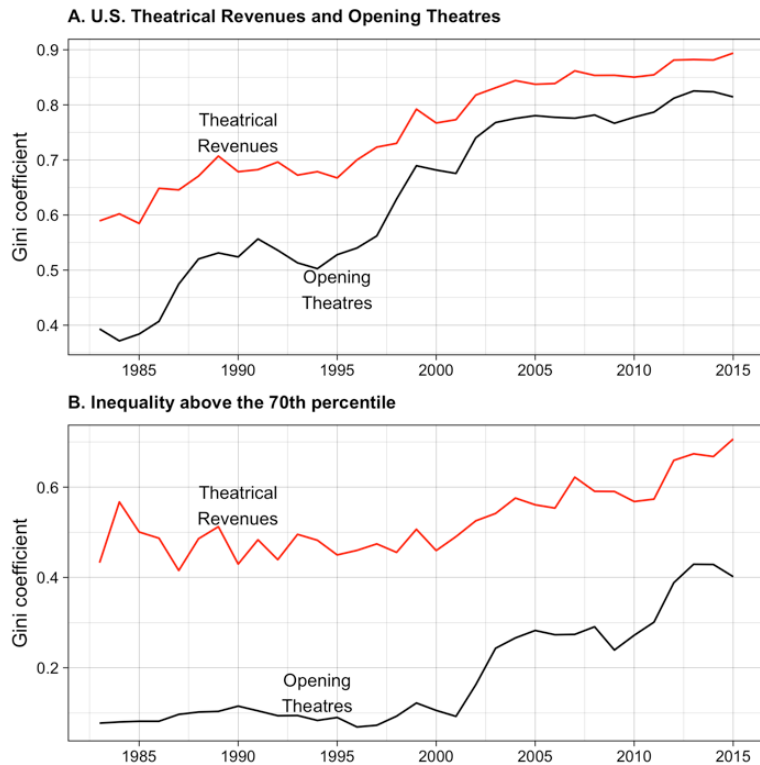 A. U.S. Theatrical Revenues and Opening Theatres
0.9
0.8
0.7
0.6
0.5
0.4
Gini coefficient
Theatrical
Revenues
Opening
Theatres
1985 1990 1995 2000 2005 2010 2015
B. Inequality above the 70th percentile
0.6
0.4
0.2
Gini coefficient
Theatrical
Revenues
Opening
Theatres
1985 1990 1995 2000 2005 2010 2015